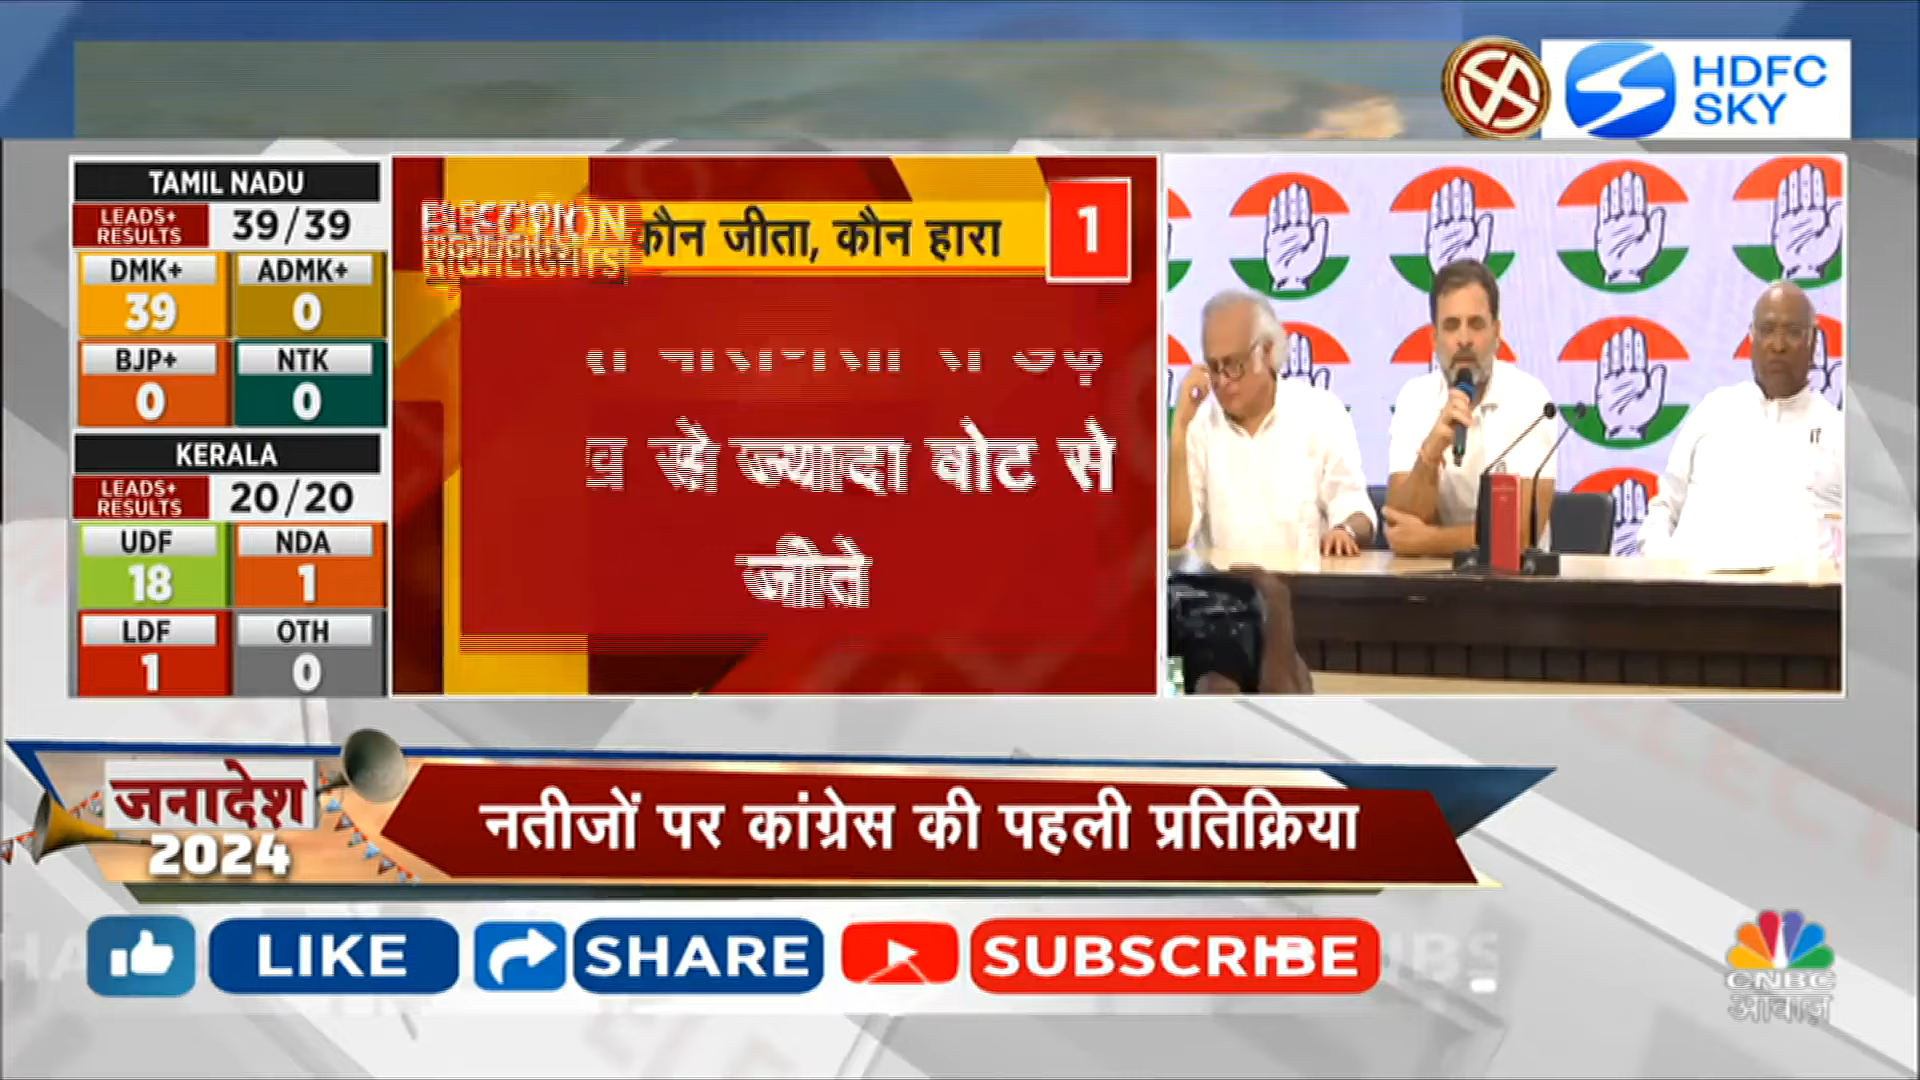 HDFC
SKY
TAMIL NADU
LEADS+
RESULTS
39/39
DMK+
39
ADMK+
0
BJP+
0
NTK
0
KERALA
LEADS+
RESULTS
20/20
UDF
18
NDA
1
LDF
1
OTH
0
ELECTION
HIGHLIGHTS
कौन जीता, कौन हारा
1
से ज्यादा वोट से
जीते
जनादेश
2024
नतीजों पर कांग्रेस की पहली प्रतिक्रिया
LIKE
SHARE
SUBSCRIBE
CNBC
आवाज़